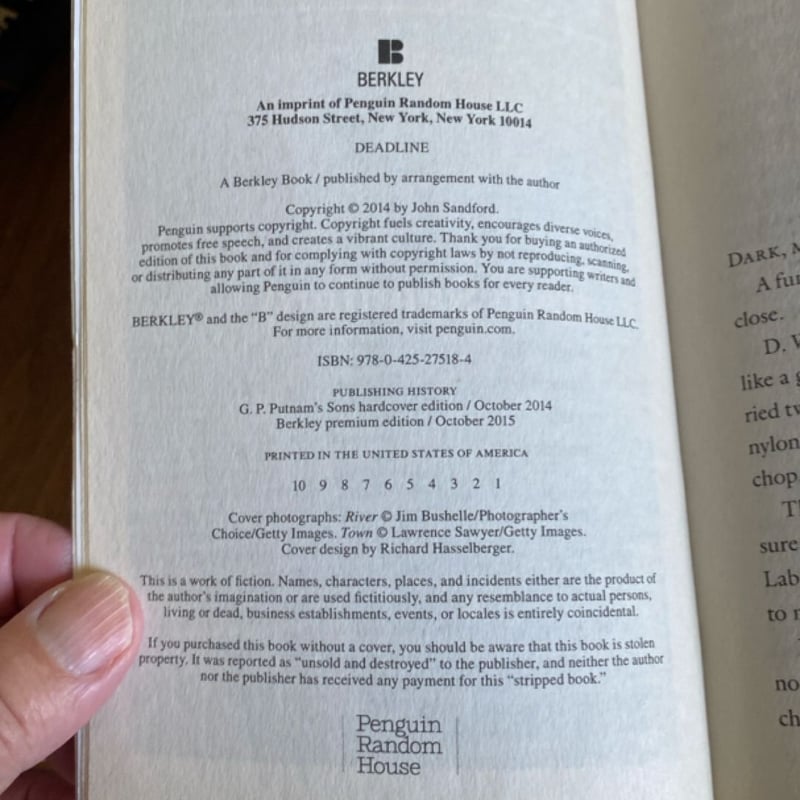 B
BERKLEY
An imprint of Penguin Random House LLC
375 Hudson Street, New York, New York 10014
DEADLINE
A Berkley Book / published by arrangement with the author
Copyright © 2014 by John Sandford.
Penguin supports copyright. Copyright fuels creativity, encourages diverse voices,
promotes free speech, and creates a vibrant culture. Thank you for buying an authorized
edition of this book and for complying with copyright laws by not reproducing, scanning,
or distributing any part of it in any form without permission. You are supporting writers and
allowing Penguin to continue to publish books for every reader.
BERKLEY® and the "B" design are registered trademarks of Penguin Random House LLC.
For more information, visit penguin.com.
ISBN: 978-0-425-27518-4
PUBLISHING HISTORY
G. P. Putnam's Sons hardcover edition / October 2014
Berkley premium edition / October 2015
PRINTED IN THE UNITED STATES OF AMERICA
10 9 8 7 6 5 4 3 2 1
Cover photographs: River © Jim Bushelle/Photographer's
Choice/Getty Images. Town © Lawrence Sawyer/Getty Images.
Cover design by Richard Hasselberger.
This is a work of fiction. Names, characters, places, and incidents either are the product of
the author's imagination or are used fictitiously, and any resemblance to actual persons,
living or dead, business establishments, events, or locales is entirely coincidental.
If you purchased this book without a cover, you should be aware that this book is stolen
property. It was reported as "unsold and destroyed" to the publisher, and neither the author
nor the publisher has received any payment for this "stripped book."
Penguin
Random
House
DARK,
A fu
close.
D.
like a
ried tw
nylon
chop
T
sure
Lab
to
no
ch